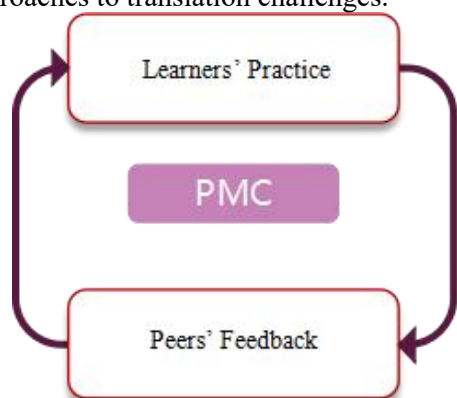 roaches to translation challenges.
Learners' Practice
PMC
Peers' Feedback